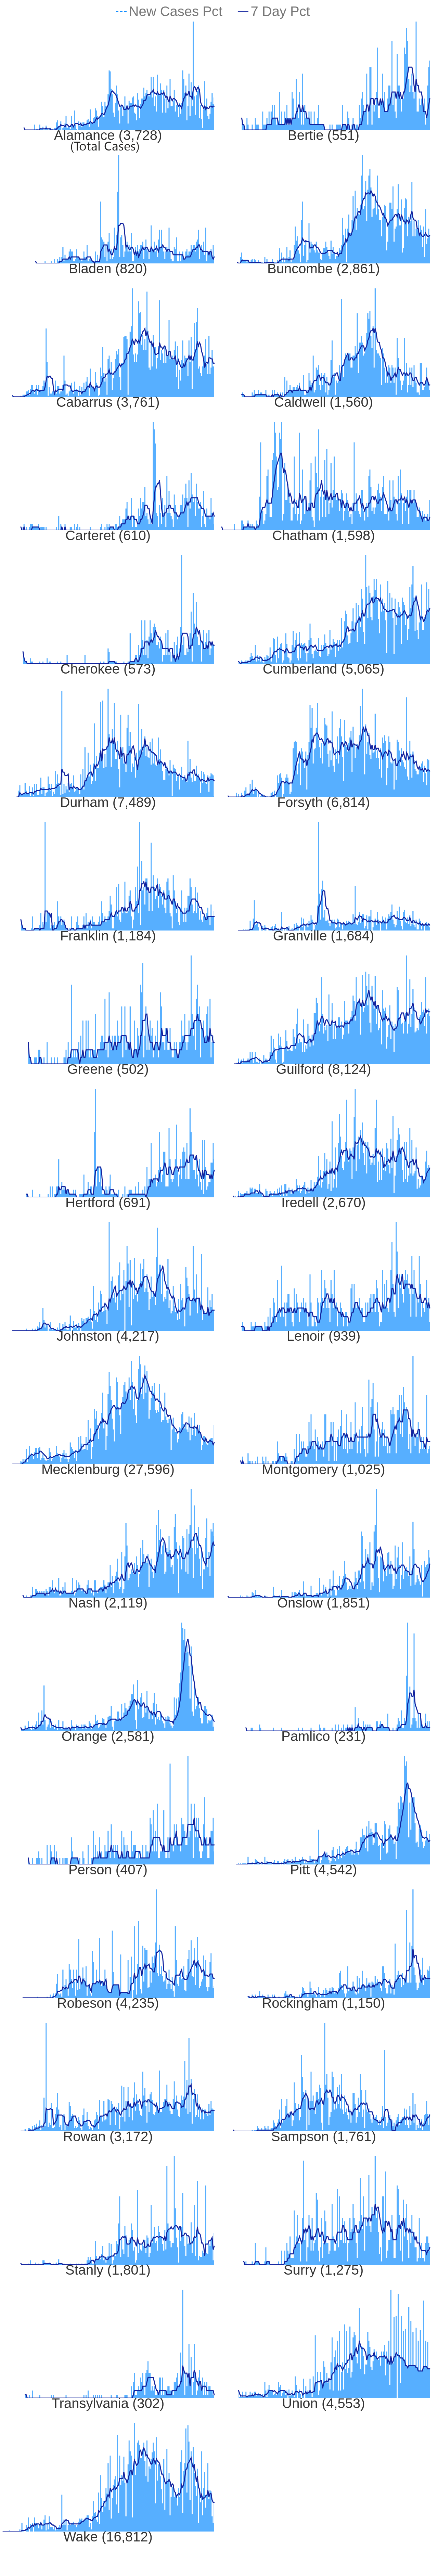 New Cases Pct 7 Day Pct
Alamance (3,728) Bertie (551)
(Total Cases)
Bladen (820) Buncombe (2,861)
Cabarrus (3,761) Caldwell (1,560)
Carteret (610) Chatham (1,598)
Cherokee (573) Cumberland (5,065)
Durham (7,489) Forsyth (6,814)
Franklin (1,184) Granville (1,684)
Greene (502) Guilford (8,124)
Hertford (691) Iredell (2,670)
Johnston (4,217) Lenoir (939)
Mecklenburg (27,596) Montgomery (1,025)
Nash (2,119) Onslow (1,851)
Orange (2,581) Pamlico (231)
Person (407) Pitt (4,542)
Robeson (4,235) Rockingham (1,150)
Rowan (3,172) Sampson (1,761)
Stanly (1,801) Surry (1,275)
Transylvania (302) Union (4,553)
Wake (16,812)